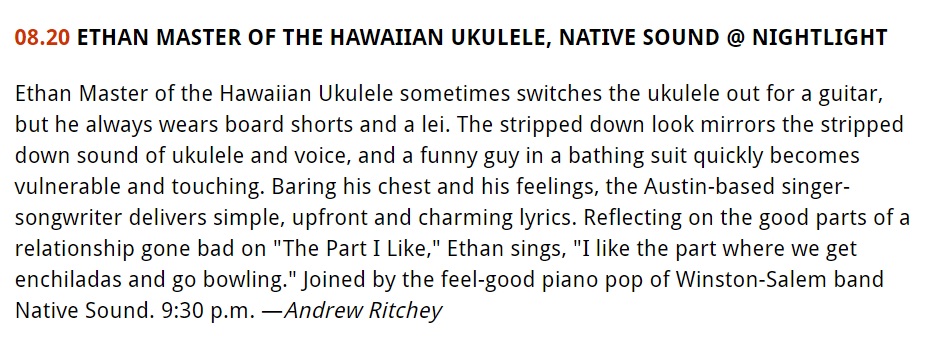 08.20 ETHAN MASTER OF THE HAWAIIAN UKULELE, NATIVE SOUND @ NIGHTLIGHT
Ethan Master of the Hawaiian Ukulele sometimes switches the ukulele out for a guitar,
but he always wears board shorts and a lei. The stripped down look mirrors the stripped
down sound of ukulele and voice, and a funny guy in a bathing suit quickly becomes
vulnerable and touching. Baring his chest and his feelings, the Austin-based singer-
songwriter delivers simple, upfront and charming lyrics. Reflecting on the good parts of a
relationship gone bad on "The Part I Like," Ethan sings, "I like the part where we get
enchiladas and go bowling." Joined by the feel-good piano pop of Winston-Salem band
Native Sound. 9:30 p.m. —Andrew Ritchey